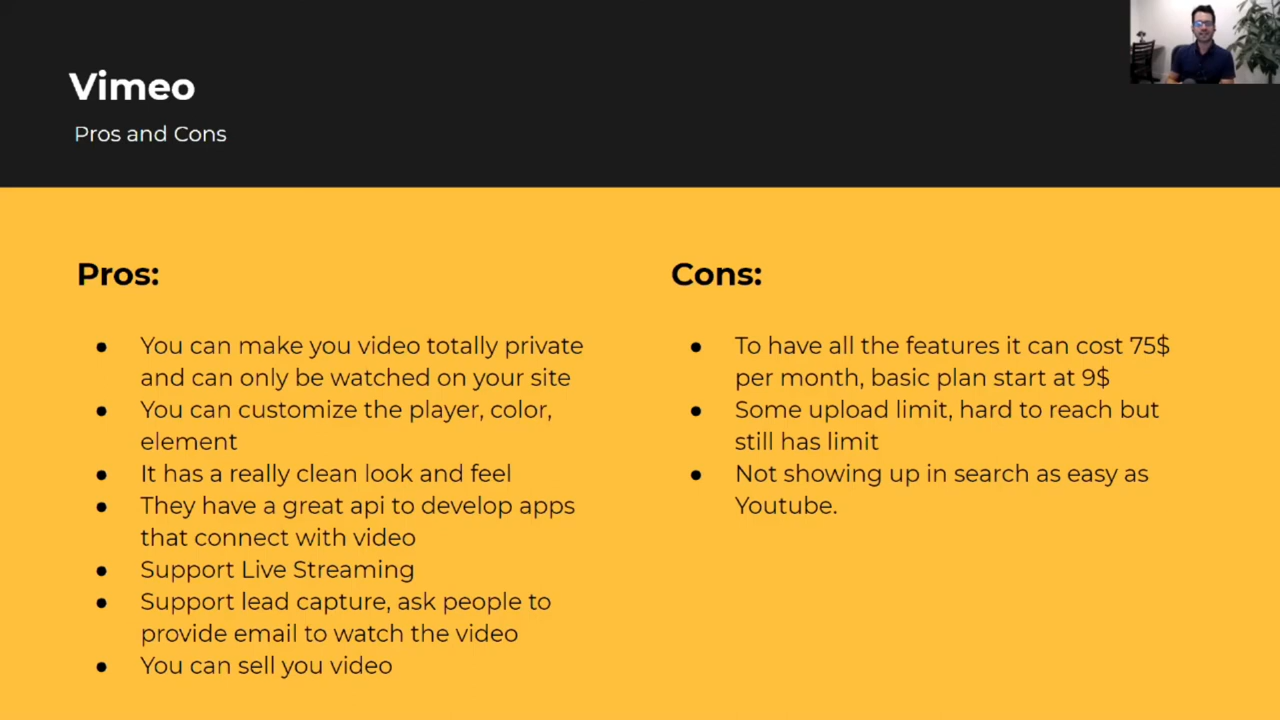 Vimeo
Pros and Cons
Pros:
● You can make you video totally private
and can only be watched on your site
● You can customize the player, color,
element
● It has a really clean look and feel
● They have a great api to develop apps
that connect with video
● Support Live Streaming
● Support lead capture, ask people to
provide email to watch the video
● You can sell you video
Cons:
● To have all the features it can cost 75$
per month, basic plan start at 9$
● Some upload limit, hard to reach but
still has limit
● Not showing up in search as easy as
Youtube.